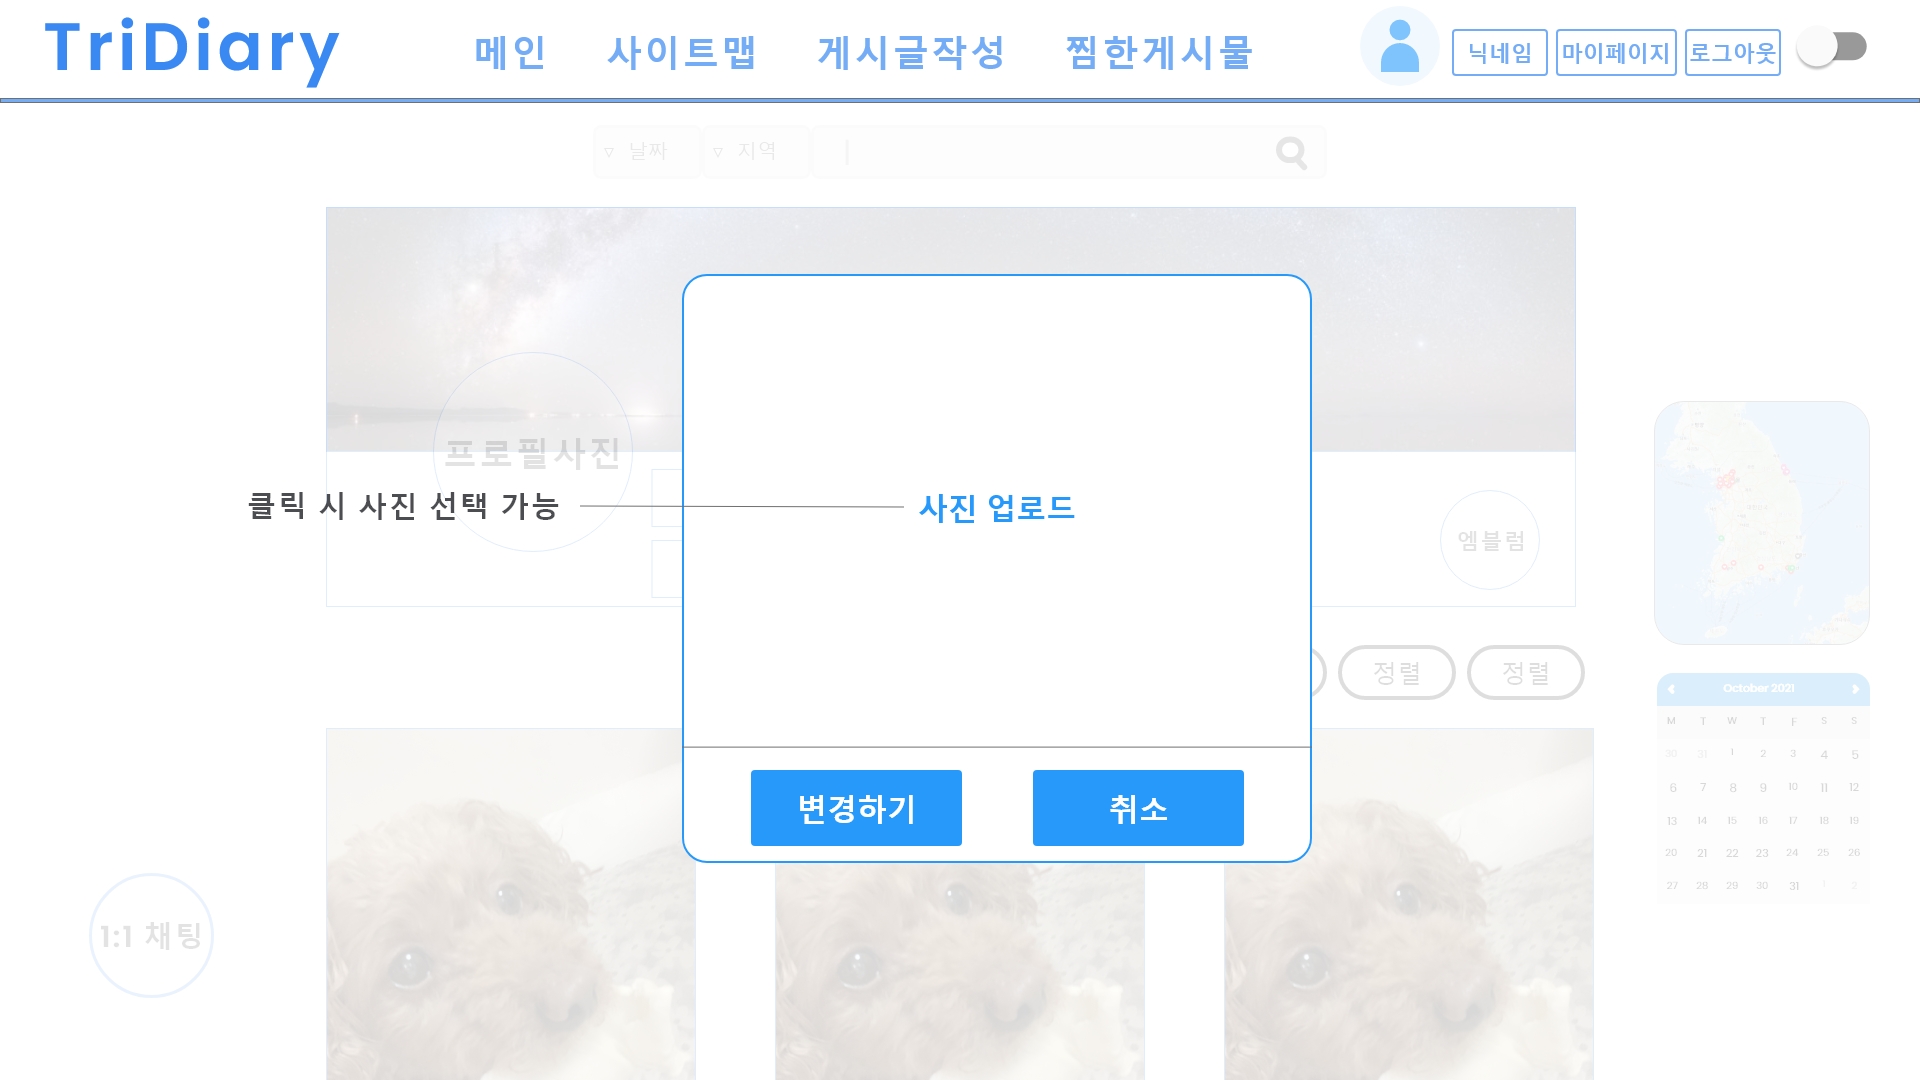 TriDiary
메인 사이트맵 게시글작성 찜한게시물
닉네임 마이페이지 로그아웃
▽ 날짜 ▽ 지역
프로필사진
클릭 시 사진 선택 가능
사진 업로드
엠블럼
정렬 정렬
October 2021
M T W T F S S
30 31 1 2 3 4 5
6 7 8 9 10 11 12
13 14 15 16 17 18 19
20 21 22 23 24 25 26
27 28 29 30 31 1 2
변경하기 취소
1:1 채팅